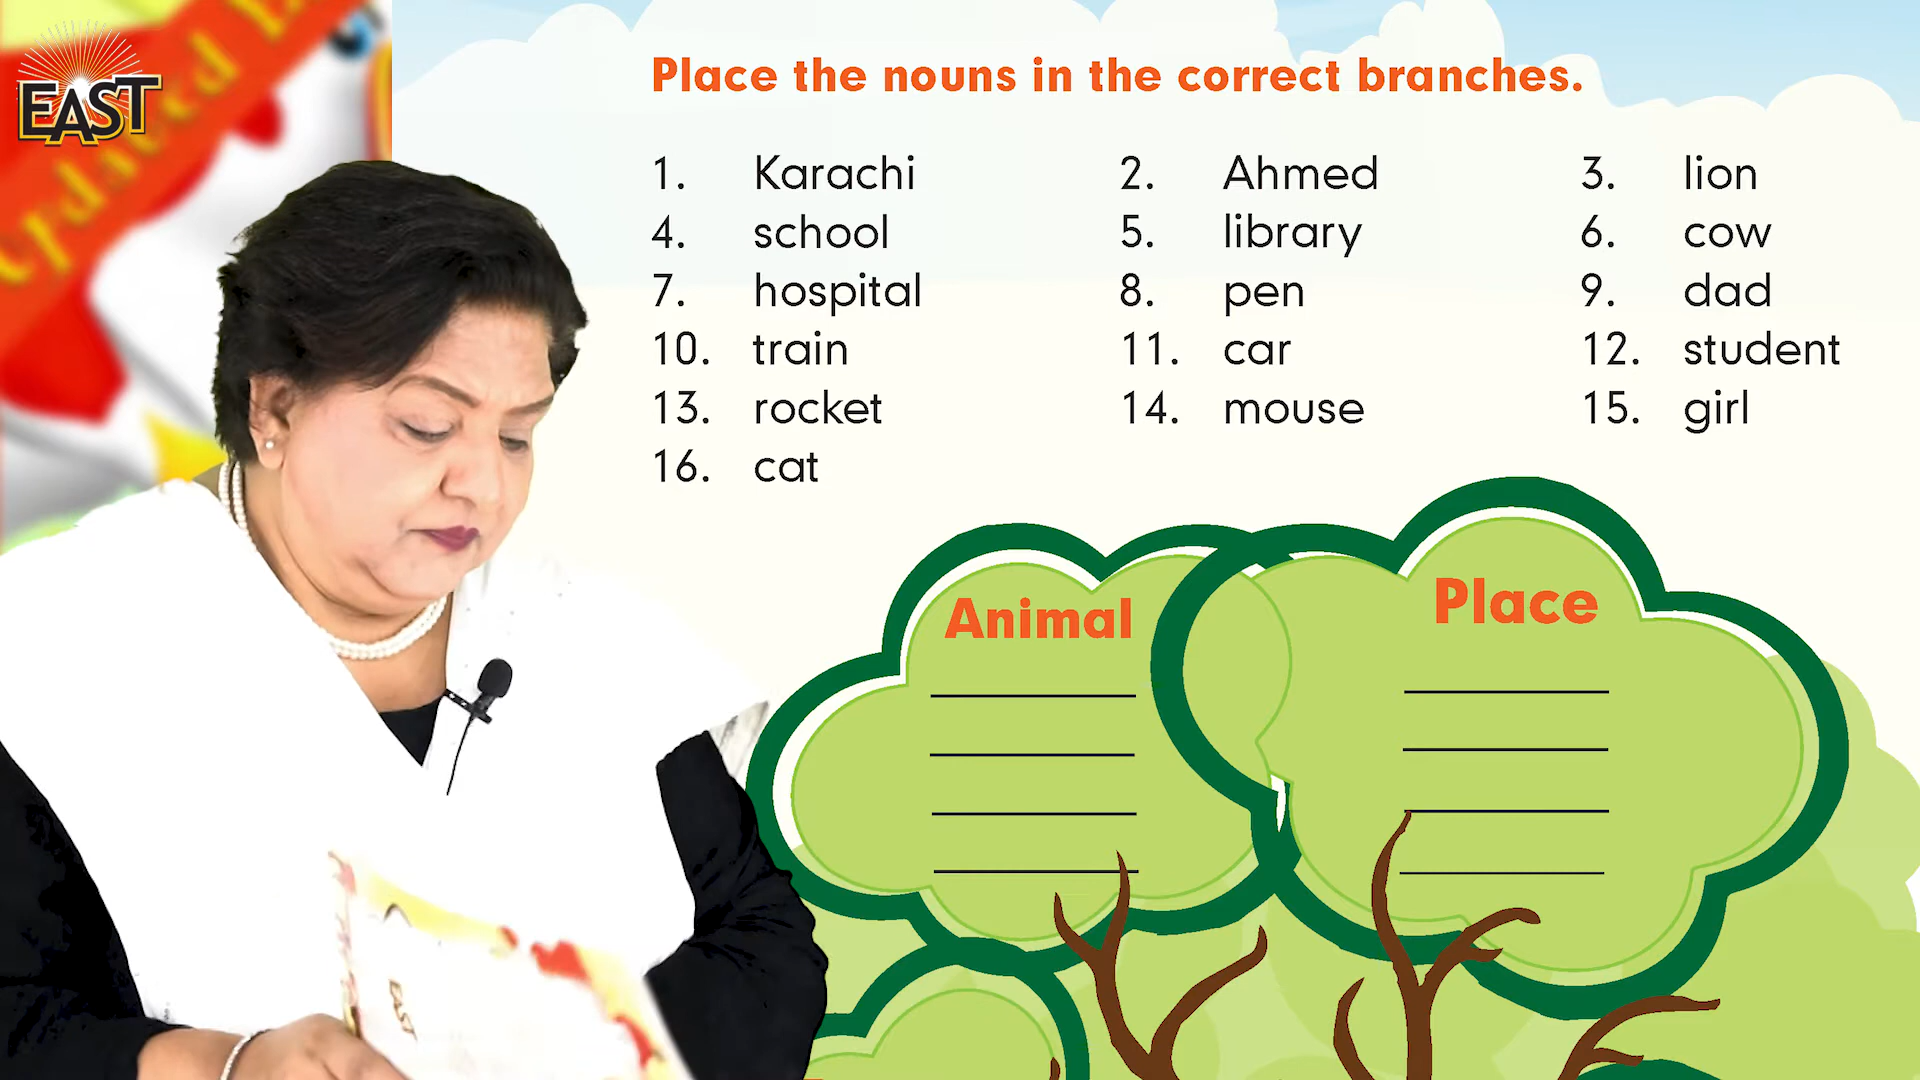 EAST
Updated E
Place the nouns in the correct branches.
1. Karachi 2. Ahmed 3. lion
4. school 5. library 6. cow
7. hospital 8. pen 9. dad
10. train 11. car 12. student
13. rocket 14. mouse 15. girl
16. cat
Animal
Place
EAST